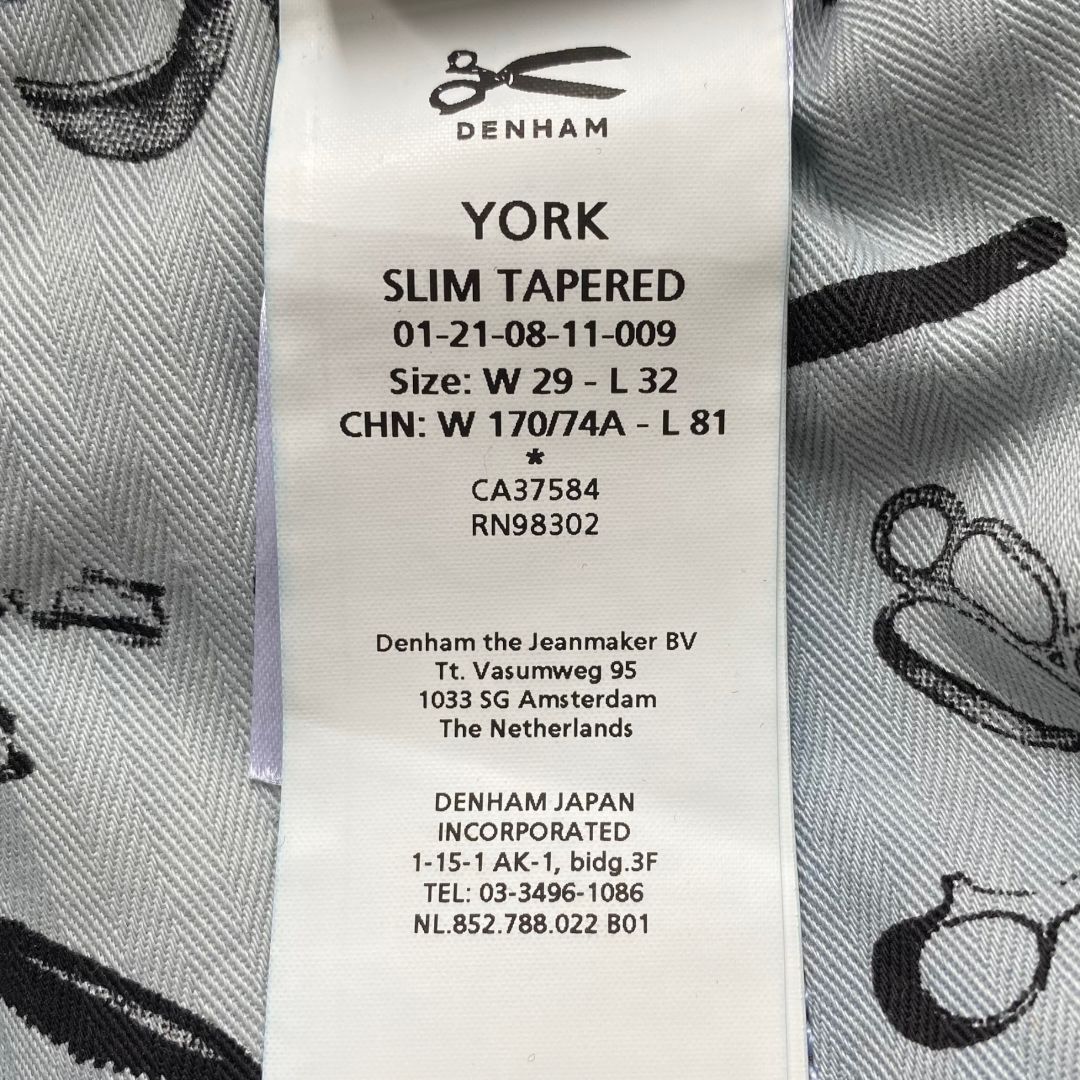 DENHAM
YORK
SLIM TAPERED
01-21-08-11-009
Size: W 29 - L 32
CHN: W 170/74A - L 81
*
CA37584
RN98302
Denham the Jeanmaker BV
Tt. Vasumweg 95
1033 SG Amsterdam
The Netherlands
DENHAM JAPAN
INCORPORATED
1-15-1 AK-1, bidg.3F
TEL: 03-3496-1086
NL.852.788.022 B01